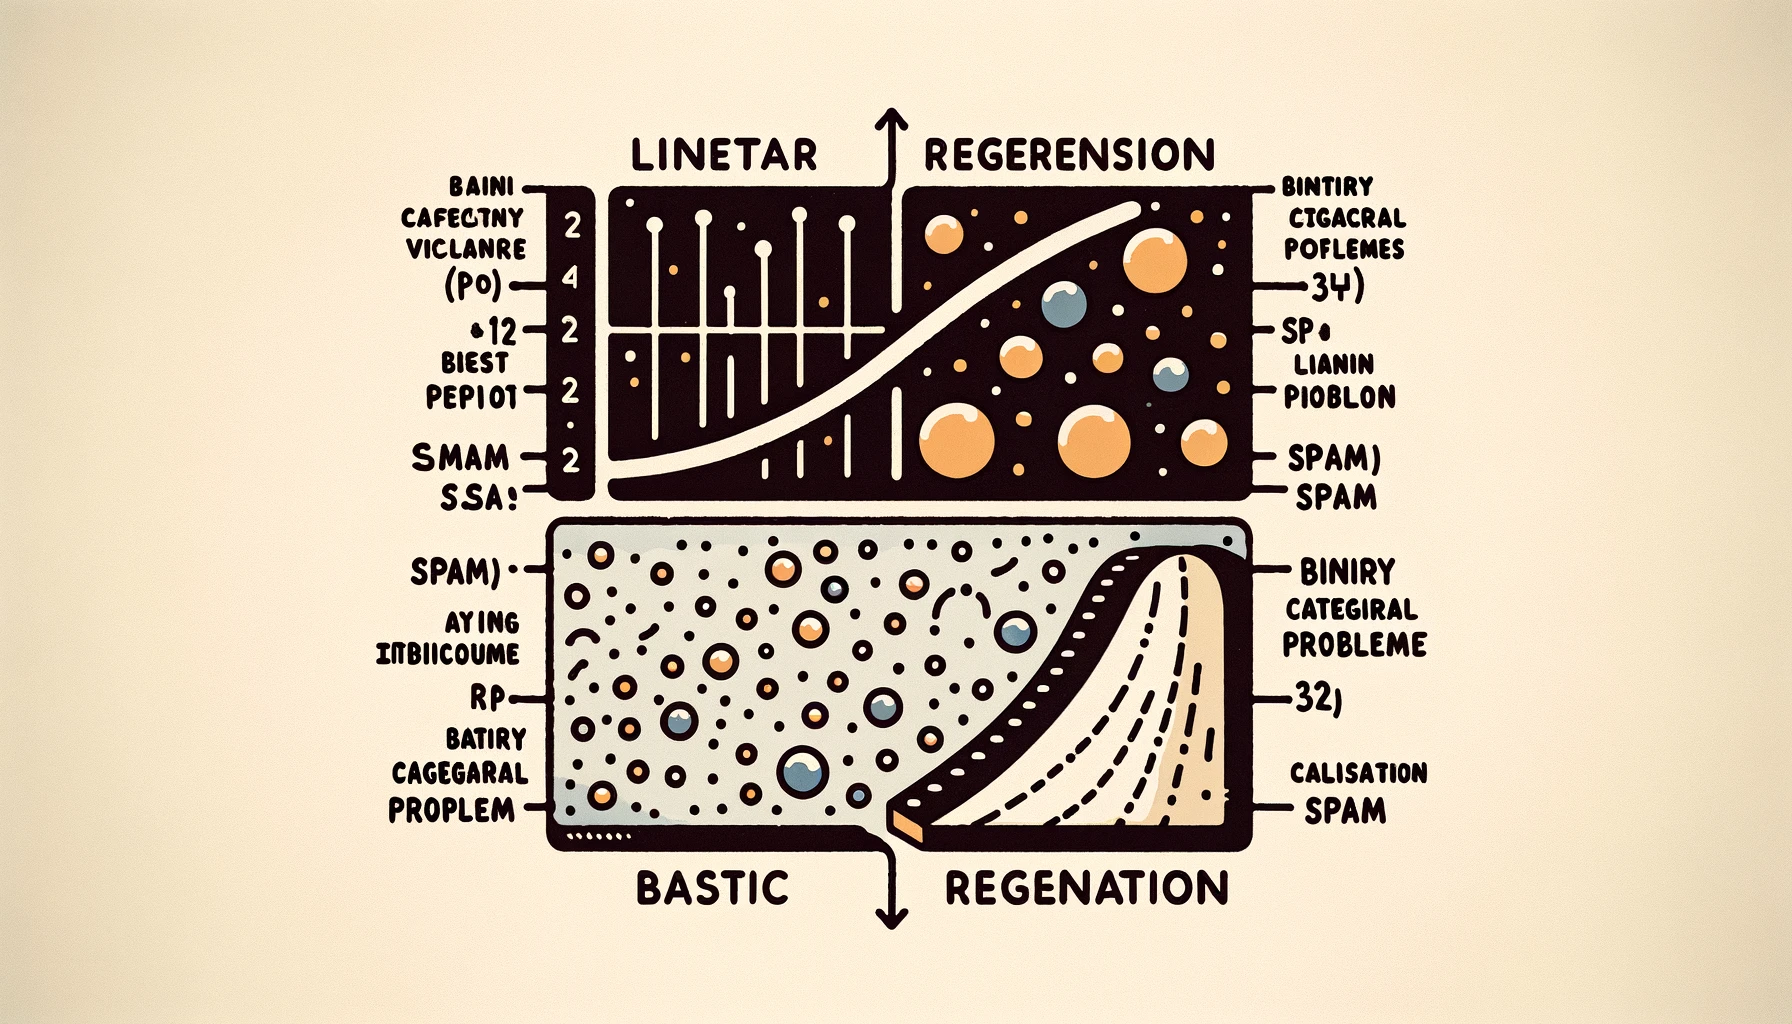 LINETAR
REGERENSION
BAINI
CAFECTNY
VICLANRE
(PO)
12
BIEST
PEPIOT
SMAM
SSA!
2
4
2
2
2
BINTIRY
CTGACRAL
POFLEMES
34)
SP
LIANIN
PIOBLON
SPAM)
SPAM
SPAM)
AYING
ITBIICOUME
RP
BATIRY
CAGEGARAL
PROPLEM
BINIRY
CATEGIRAL
PROBLEME
32)
CALISATION
SPAM
BASTIC
REGENATION